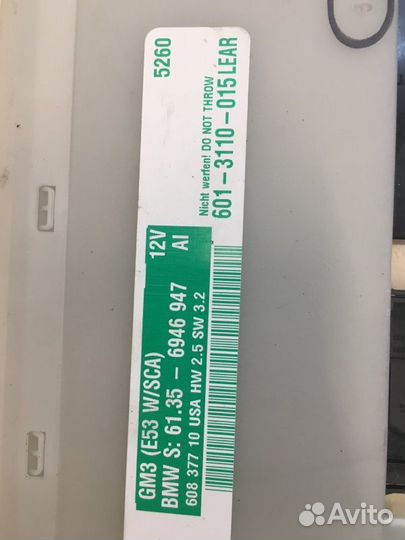 5260
Nicht werfen! DO NOT THROW
601-3110-015 LEAR
GM3 (E53 W/SCA) 12V
BMW S: 61.35 - 6946 947 AI
608 377 10 USA HW 2.5 SW 3.2
Avito